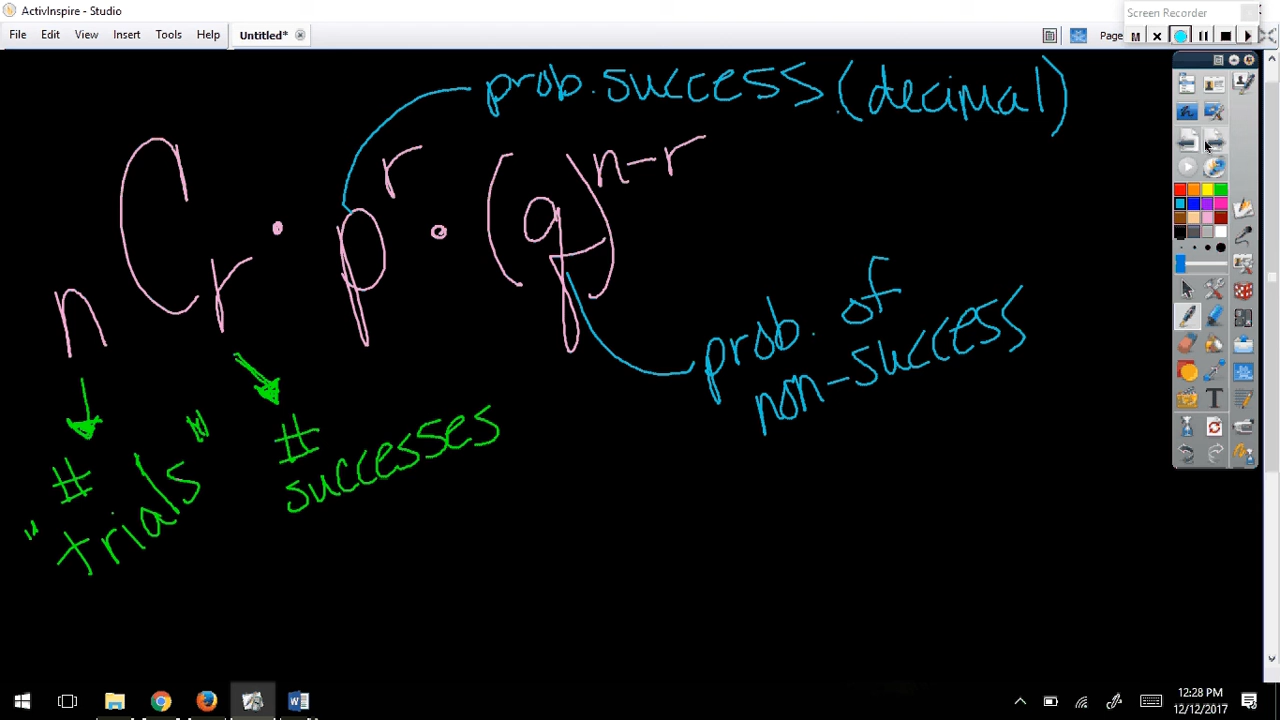 ActivInspire - Studio
Screen Recorder
File Edit View Insert Tools Help Untitled* Page
M
prob. success (decimal)
nCr · p^r · (q)^n-r
prob. of
non-success
#
successes
#
"trials"
T
12:28 PM
12/12/2017